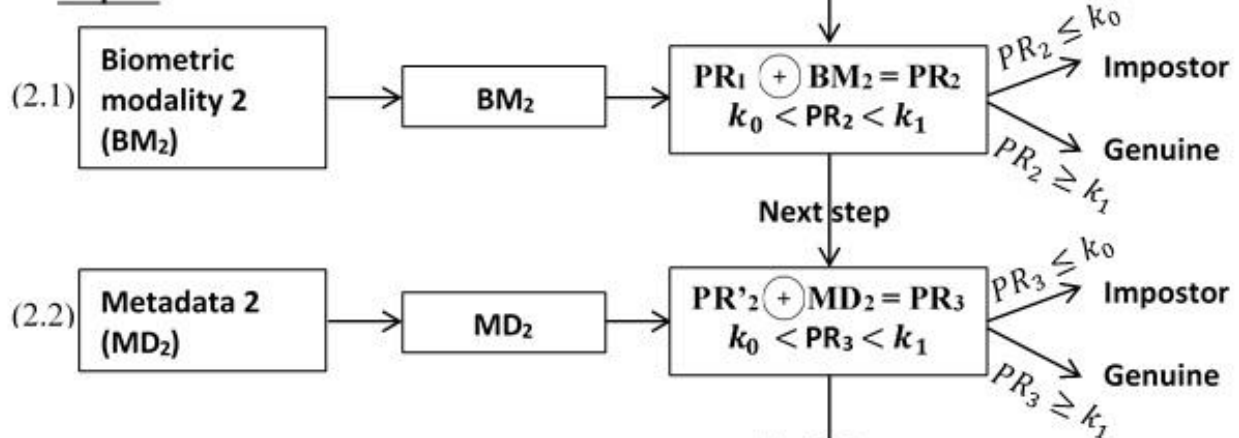 (2.1)
Biometric
modality 2
(BM₂)
BM₂
PR₁ + BM₂ = PR₂
k₀ < PR₂ < k₁
PR₂ ≤ k₀
Impostor
Genuine
PR₂ ≥ k₁
Next step
(2.2)
Metadada 2
(MD₂)
MD₂
PR'₂ + MD₂ = PR₃
k₀ < PR₃ < k₁
PR₃ ≤ k₀
Impostor
Genuine
PR₃ ≥ k₁